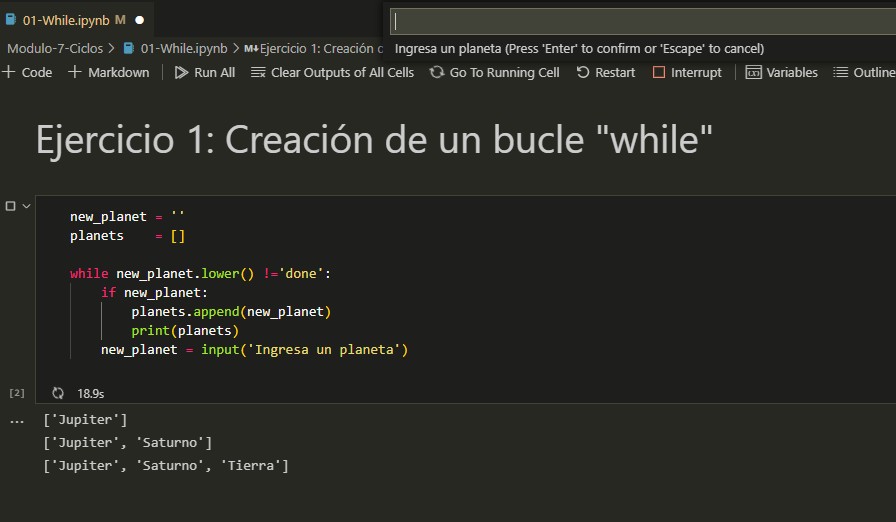 01-While.ipynb M
Ingresa un planeta (Press 'Enter' to confirm or 'Escape' to cancel)
Modulo-7-Ciclos > 01-While.ipynb > M↓Ejercicio 1: Creación d
+ Code + Markdown Run All Clear Outputs of All Cells Go To Running Cell Restart Interrupt Variables Outline
Ejercicio 1: Creación de un bucle "while"
new_planet = ''
planets    = []
while new_planet.lower() !='done':
    if new_planet:
        planets.append(new_planet)
        print(planets)
    new_planet = input('Ingresa un planeta')
[2] 18.9s
... ['Jupiter']
['Jupiter', 'Saturno']
['Jupiter', 'Saturno', 'Tierra']